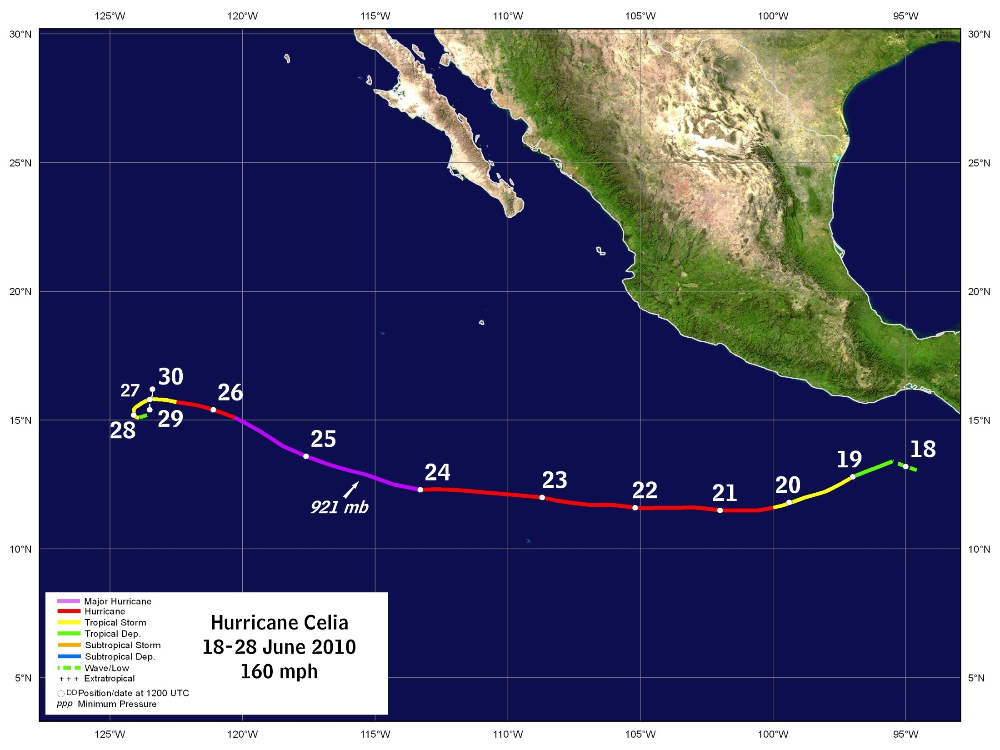 125°W 120°W 115°W 110°W 105°W 100°W 95°W
30°N 30°N
25°N 25°N
20°N 20°N
30
27 26
29
28
15°N 15°N
25
18
19
24
23
20
22
21
921 mb
10°N 10°N
Major Hurricane
Hurricane
Tropical Storm
Tropical Dep.
Subtropical Storm
Subtropical Dep.
Wave/Low
+++ Extratropical
DD Position/date at 1200 UTC
ppp Minimum Pressure
Hurricane Celia
18-28 June 2010
160 mph
5°N 5°N
125°W 120°W 115°W 110°W 105°W 100°W 95°W